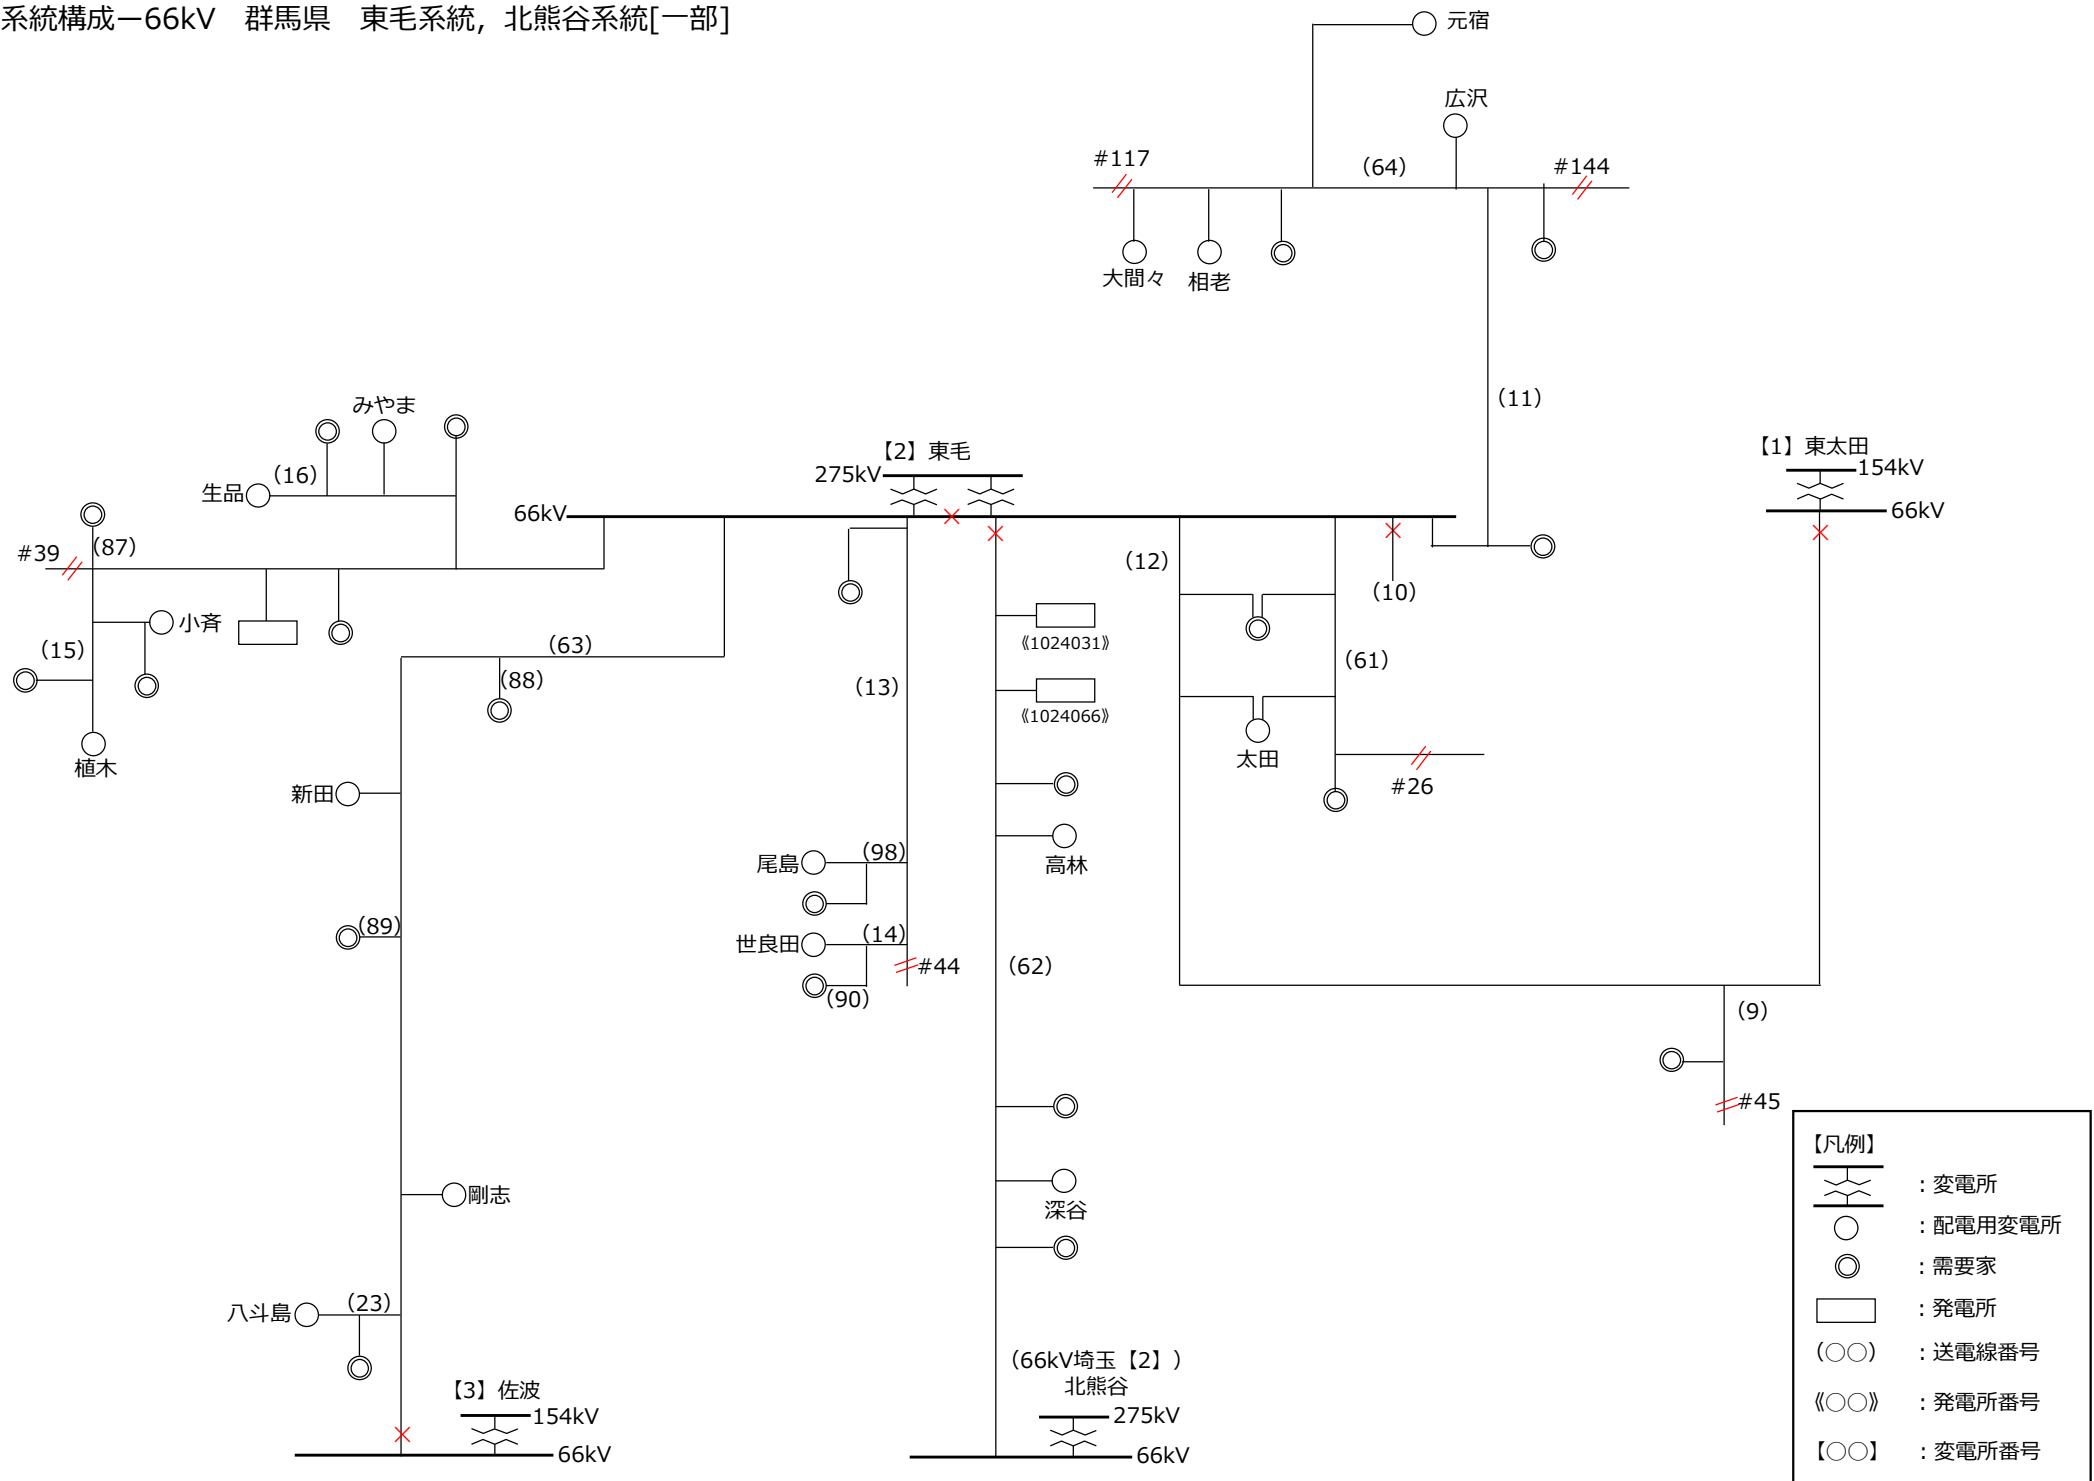 系統構成ー66kV　群馬県　東毛系統，北熊谷系統[一部]
元宿
広沢
#117
（64）
#144
大間々
相老
（11）
みやま
（16）
生品
【2】東毛
275kV
66kV
【1】東太田
154kV
66kV
#39
（87）
（12）
（10）
小斉
（15）
（63）
（88）
（13）
《1024031》
《1024066》
（61）
太田
#26
植木
新田
尾島
（98）
高林
（89）
世良田
（14）
#44
（90）
（62）
（9）
#45
剛志
深谷
八斗島
（23）
【3】佐波
154kV
66kV
（66kV埼玉【2】）
北熊谷
275kV
66kV
【凡例】
：変電所
：配電用変電所
：需要家
：発電所
（○○）　：送電線番号
《○○》　：発電所番号
【○○】　：変電所番号